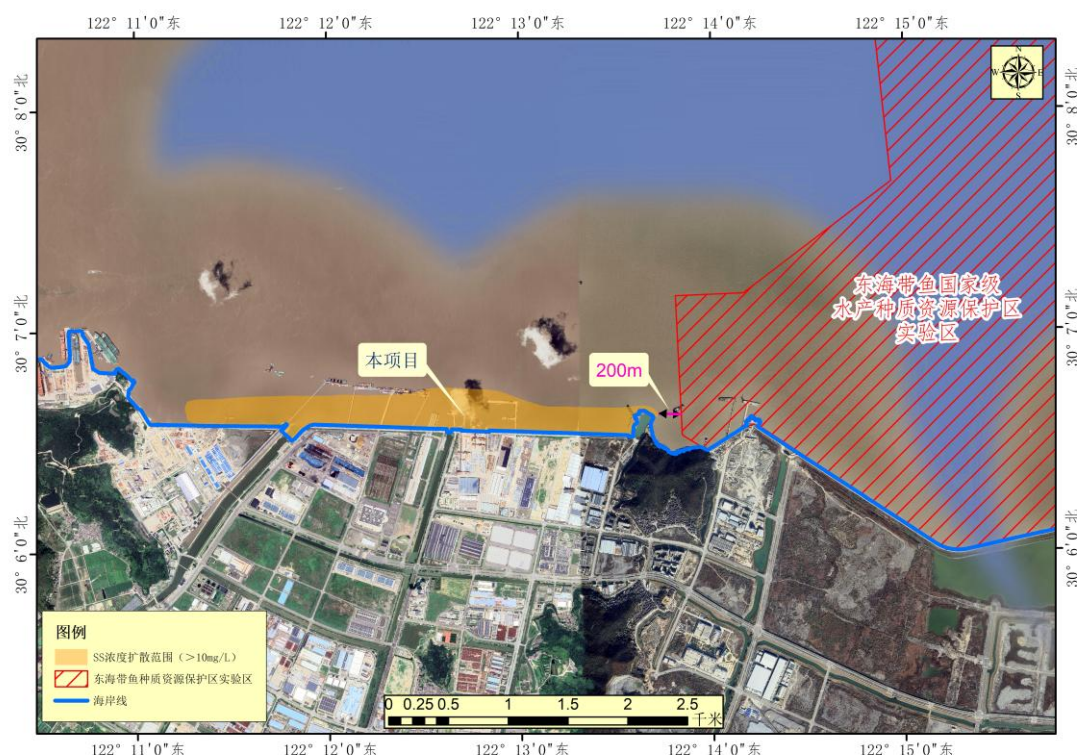 122° 11'0"东
122° 12'0"东
122° 13'0"东
122° 14'0"东
122° 15'0"东
N
W
E
S
30° 8'0"北
30° 8'0"北
东海带鱼国家级
水产种质资源保护区
实验区
30° 7'0"北
30° 7'0"北
本项目
200m
30° 6'0"北
30° 6'0"北
图例
SS浓度扩散范围（>10mg/L）
东海带鱼种质资源保护区实验区
海岸线
0 0.25 0.5 1 1.5 2 2.5
千米
122° 11'0"东
122° 12'0"东
122° 13'0"东
122° 14'0"东
122° 15'0"东